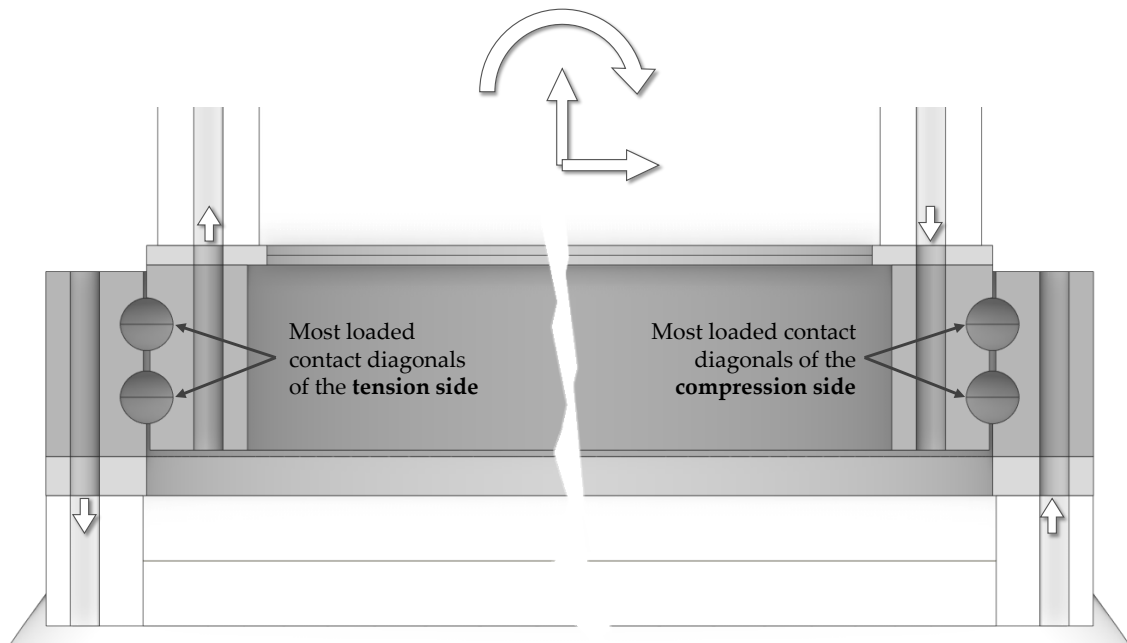 Most loaded
contact diagonals
of the tension side
Most loaded contact
diagonals of the
compression side